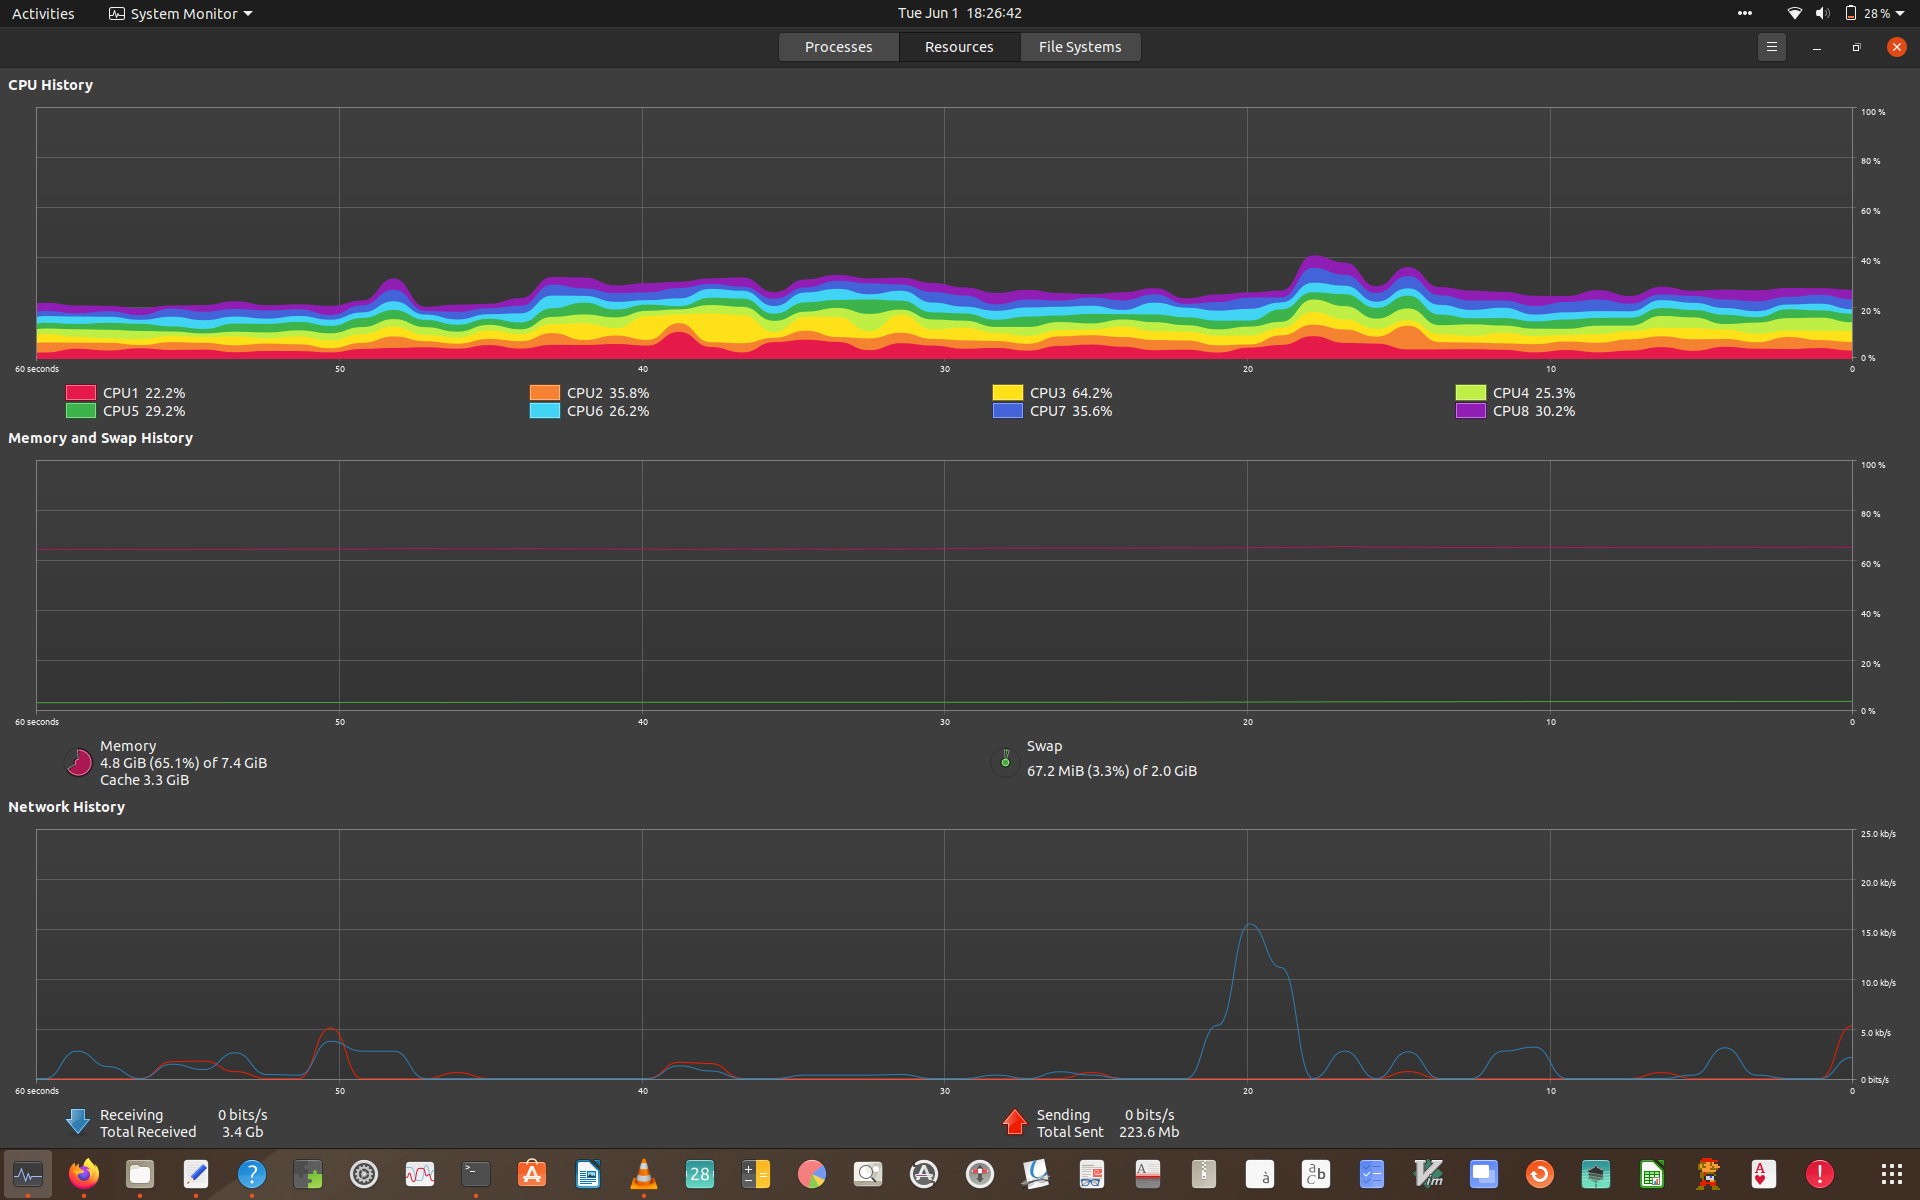 Activities System Monitor Tue Jun 1 18:26:42 28 %
Processes Resources File Systems
CPU History
100 %
80 %
60 %
40 %
20 %
0 %
60 seconds 50 40 30 20 10 0
CPU1 22.2% CPU2 35.8% CPU3 64.2% CPU4 25.3%
CPU5 29.2% CPU6 26.2% CPU7 35.6% CPU8 30.2%
Memory and Swap History
100 %
80 %
60 %
40 %
20 %
0 %
60 seconds 50 40 30 20 10 0
Memory
4.8 GiB (65.1%) of 7.4 GiB
Cache 3.3 GiB
Swap
67.2 MiB (3.3%) of 2.0 GiB
Network History
25.0 kb/s
20.0 kb/s
15.0 kb/s
10.0 kb/s
5.0 kb/s
0 bits/s
60 seconds 50 40 30 20 10 0
Receiving 0 bits/s
Total Received 3.4 Gb
Sending 0 bits/s
Total Sent 223.6 Mb
28